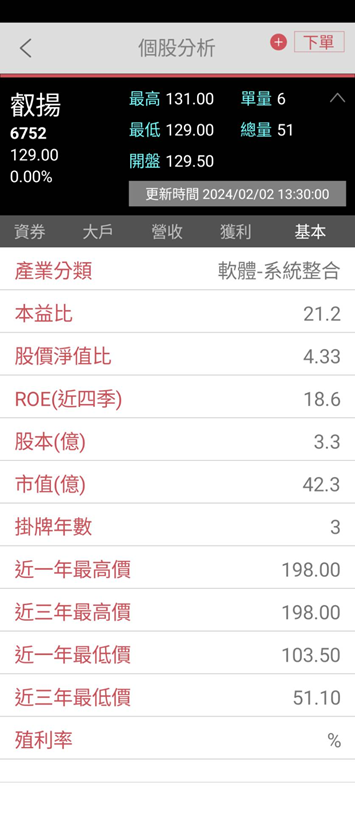 個股分析
下單
叡揚
6752
129.00
0.00%
最高 131.00 單量 6
最低 129.00 總量 51
開盤 129.50
更新時間 2024/02/02 13:30:00
資券 大戶 營收 獲利 基本
產業分類 軟體-系統整合
本益比 21.2
股價淨值比 4.33
ROE(近四季) 18.6
股本(億) 3.3
市值(億) 42.3
掛牌年數 3
近一年最高價 198.00
近三年最高價 198.00
近一年最低價 103.50
近三年最低價 51.10
殖利率 %